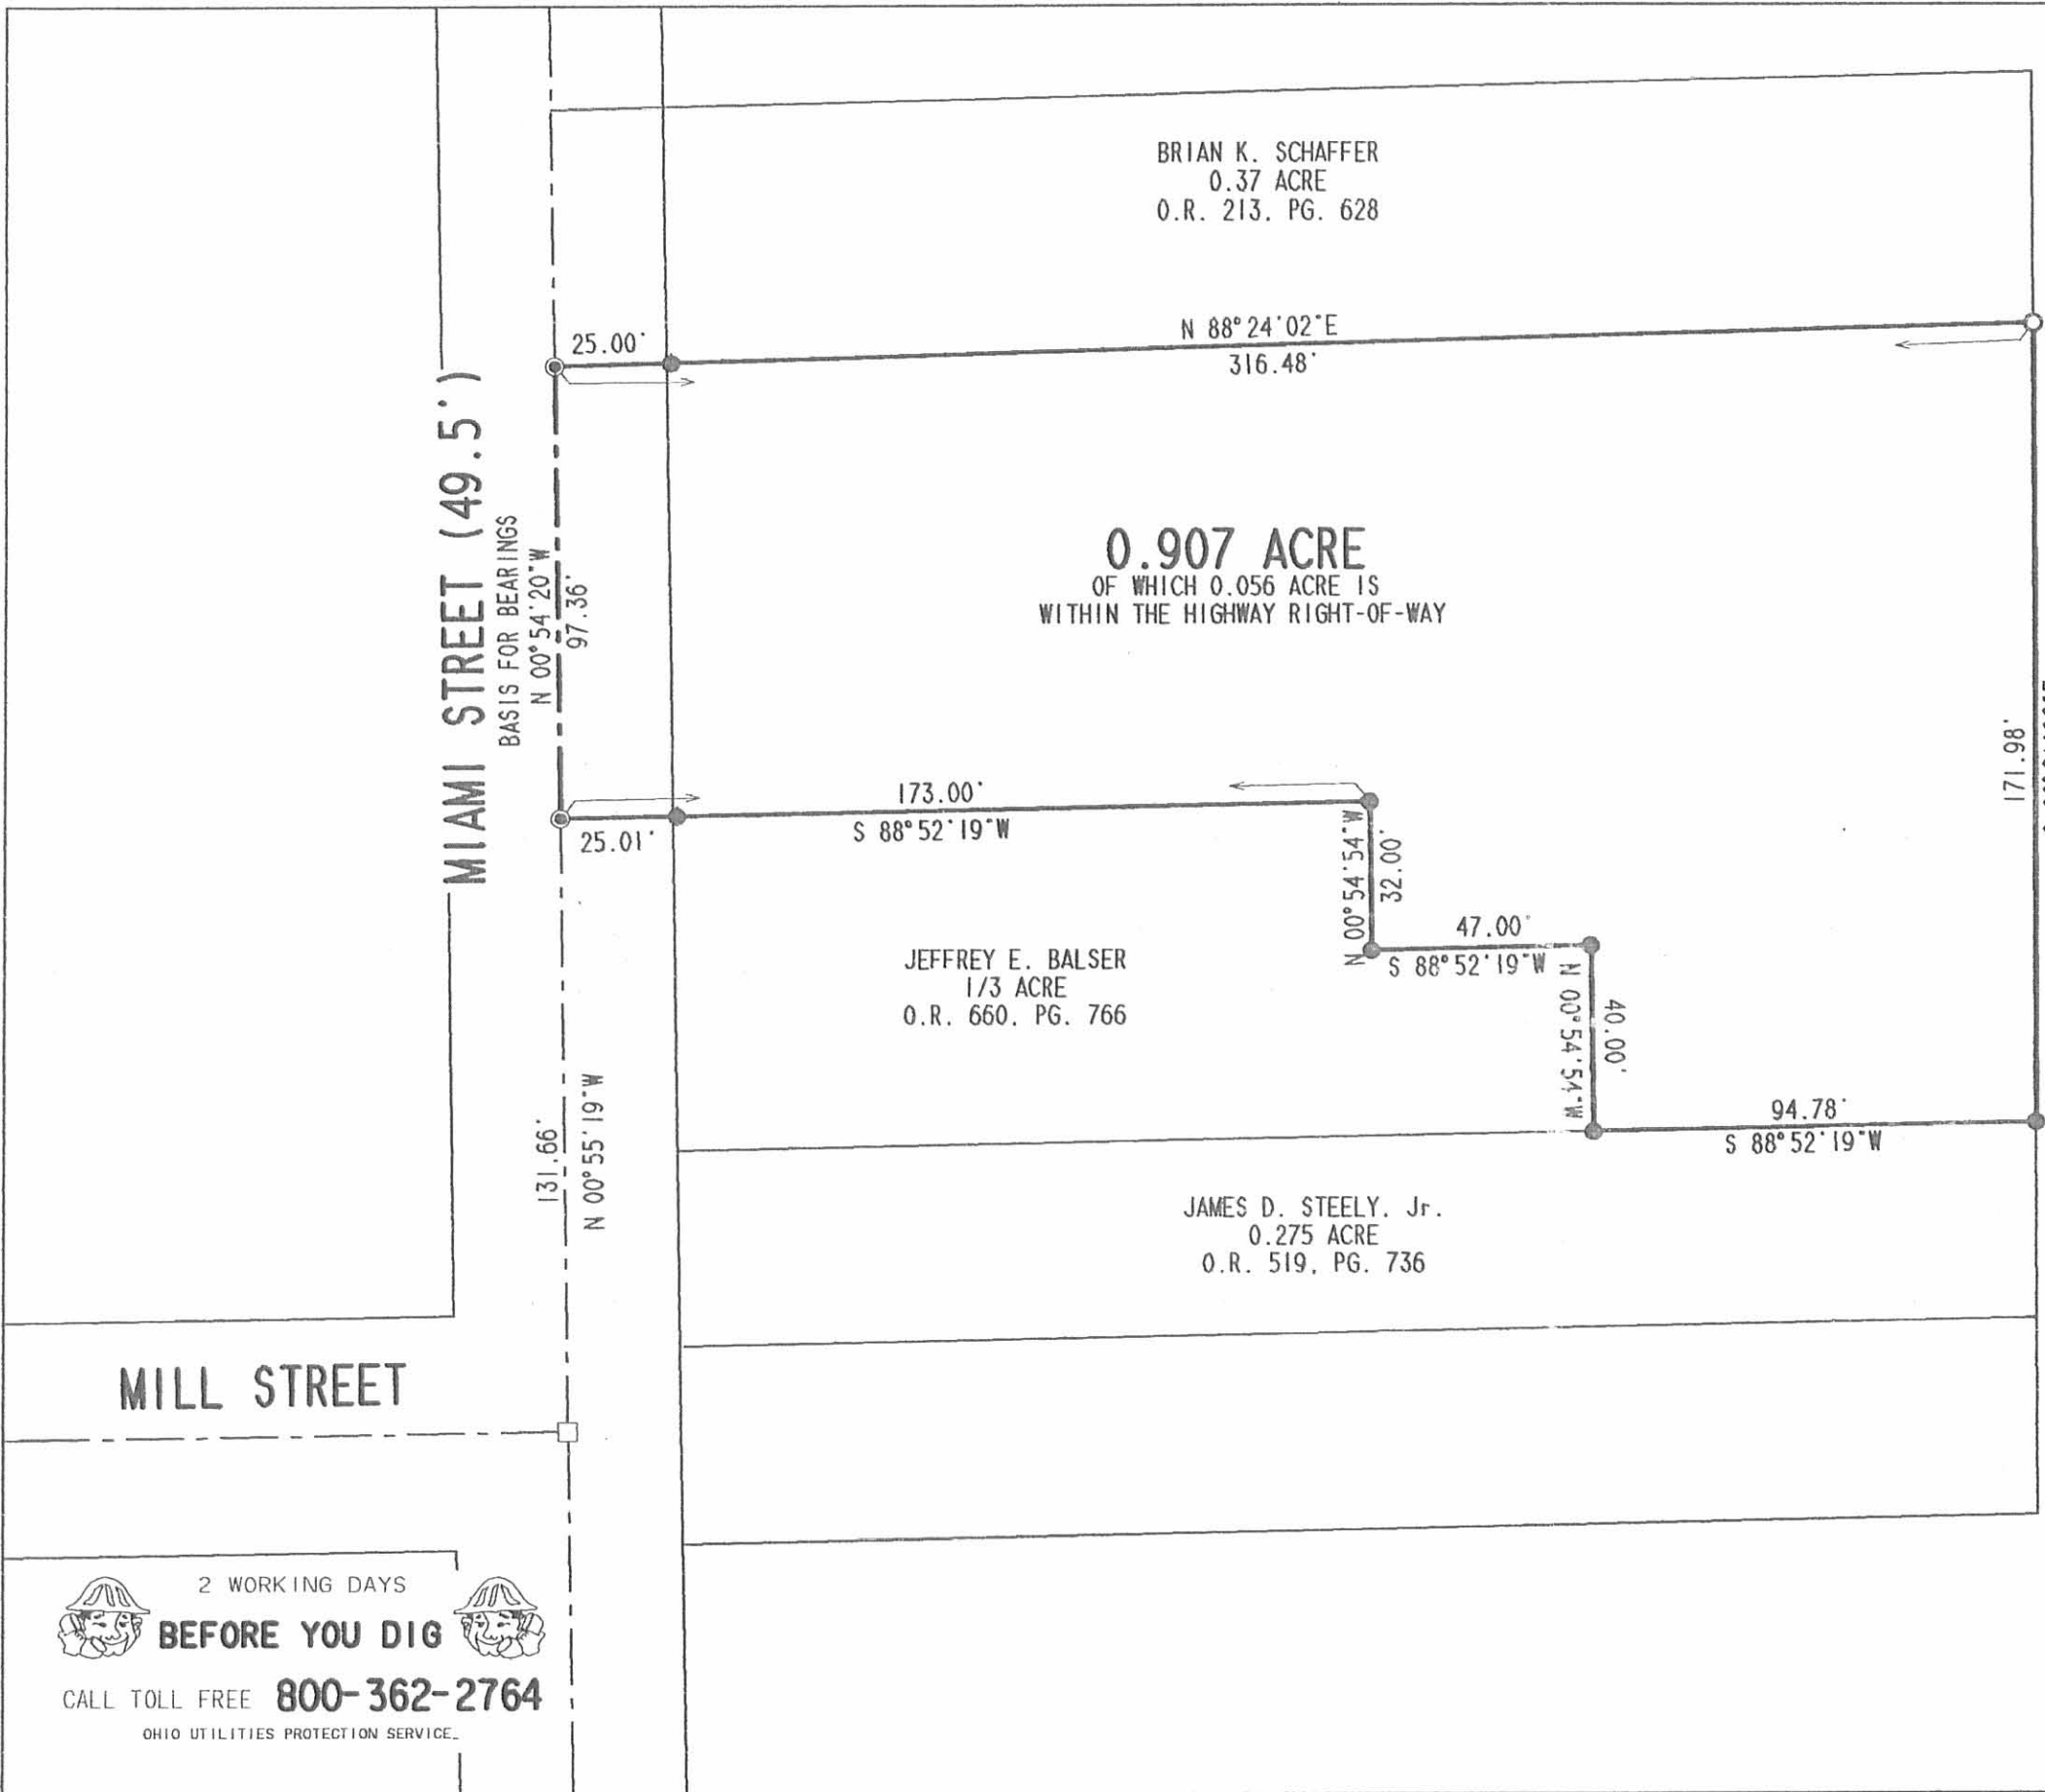 BRIAN K. SCHAFFER
0.37 ACRE
O.R. 213, PG. 628
25.00'
N 88°24'02"E
316.48'
MIAMI STREET (49.5')
BASIS FOR BEARINGS
N 00°54'20"W
97.36'
0.907 ACRE
OF WHICH 0.056 ACRE IS
WITHIN THE HIGHWAY RIGHT-OF-WAY
171.98'
173.00'
S 88°52'19"W
25.01'
N 00°54'54"W
32.00'
47.00'
S 88°52'19"W
N 00°54'54"W
40.00'
94.78'
S 88°52'19"W
JEFFREY E. BALSER
1/3 ACRE
O.R. 660, PG. 766
131.66'
N 00°55'19"W
JAMES D. STEELY, Jr.
0.275 ACRE
O.R. 519, PG. 736
MILL STREET
2 WORKING DAYS
BEFORE YOU DIG
CALL TOLL FREE 800-362-2764
OHIO UTILITIES PROTECTION SERVICE